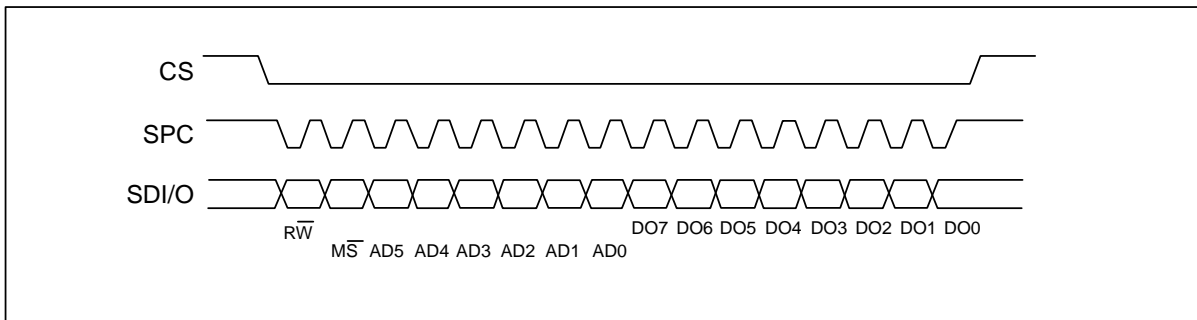 CS
SPC
SDI/O
RW̅
DO7 DO6 DO5 DO4 DO3 DO2 DO1 DO0
MS̅ AD5 AD4 AD3 AD2 AD1 AD0